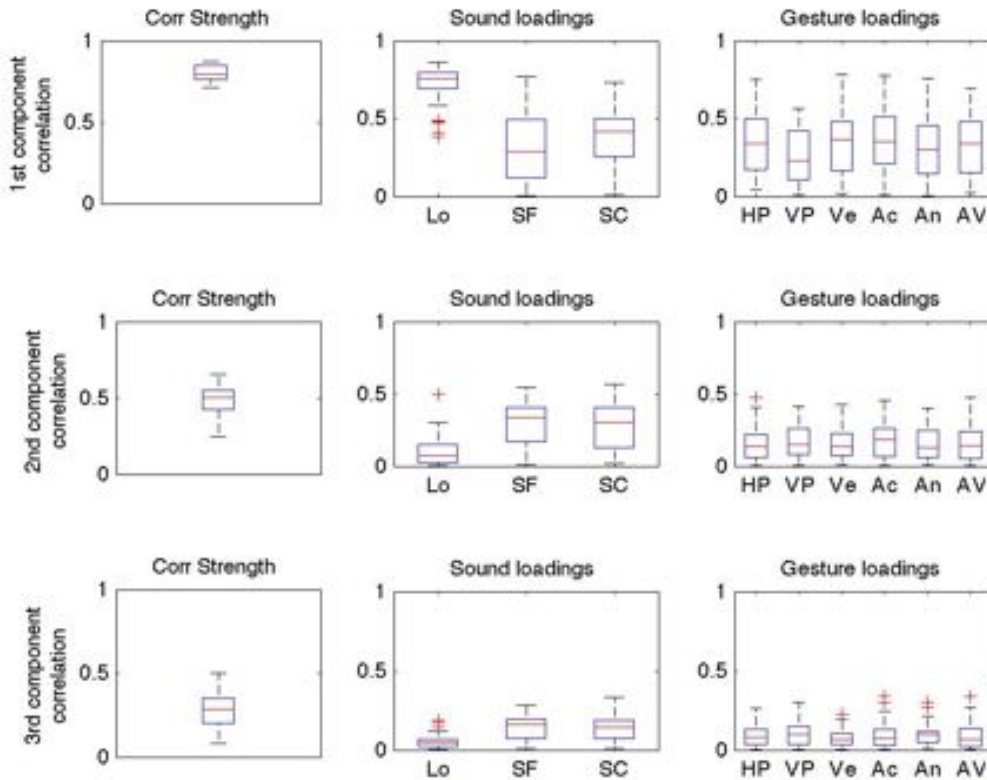 Corr Strength
Sound loadings
Gesture loadings
1st component
correlation
1
0.5
0
1
0.5
0
Lo SF SC
1
0.5
0
HP VP Ve Ac An AV
Corr Strength
Sound loadings
Gesture loadings
2nd component
correlation
1
0.5
0
1
0.5
0
Lo SF SC
1
0.5
0
HP VP Ve Ac An AV
Corr Strength
Sound loadings
Gesture loadings
3rd component
correlation
1
0.5
0
1
0.5
0
Lo SF SC
1
0.5
0
HP VP Ve Ac An AV